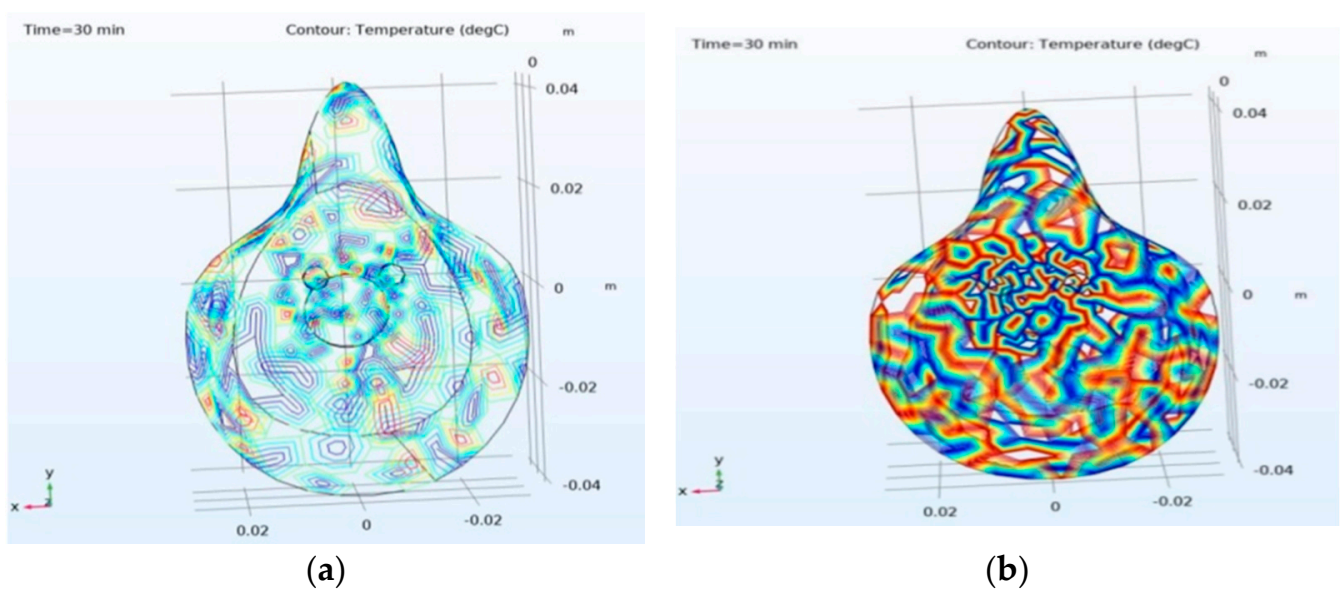 Time=30 min Contour: Temperature (degC) m
0
0.04
0.02
0 m
-0.02
-0.04
y
z
x
0.02 0 -0.02
(a)
Time=30 min Contour: Temperature (degC) m
0
0.04
0.02
0 m
-0.02
-0.04
y
z
x
0.02 0 -0.02
(b)